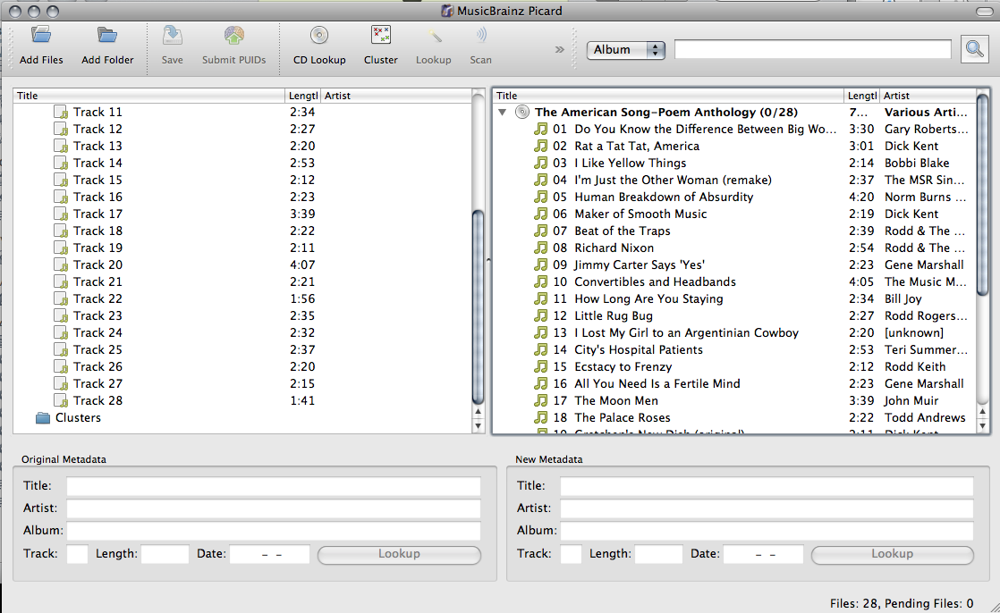 MusicBrainz Picard
Add Files Add Folder Save Submit PUIDs CD Lookup Cluster Lookup Scan » Album
Title Lengtl Artist
Track 11 2:34
Track 12 2:27
Track 13 2:20
Track 14 2:53
Track 15 2:12
Track 16 2:23
Track 17 3:39
Track 18 2:22
Track 19 2:11
Track 20 4:07
Track 21 2:21
Track 22 1:56
Track 23 2:35
Track 24 2:32
Track 25 2:37
Track 26 2:20
Track 27 2:15
Track 28 1:41
Clusters
Title Lengtl Artist
The American Song-Poem Anthology (0/28) 7... Various Arti...
01 Do You Know the Difference Between Big Wo... 3:30 Gary Roberts...
02 Rat a Tat Tat, America 3:01 Dick Kent
03 I Like Yellow Things 2:14 Bobbi Blake
04 I'm Just the Other Woman (remake) 2:37 The MSR Sin...
05 Human Breakdown of Absurdity 4:20 Norm Burns ...
06 Maker of Smooth Music 2:19 Dick Kent
07 Beat of the Traps 2:39 Rodd & The ...
08 Richard Nixon 2:54 Rodd & The ...
09 Jimmy Carter Says 'Yes' 2:23 Gene Marshall
10 Convertibles and Headbands 4:05 The Music M...
11 How Long Are You Staying 2:34 Bill Joy
12 Little Rug Bug 2:27 Rodd Rogers...
13 I Lost My Girl to an Argentinian Cowboy 2:20 [unknown]
14 City's Hospital Patients 2:53 Teri Summer...
15 Ecstacy to Frenzy 2:12 Rodd Keith
16 All You Need Is a Fertile Mind 2:23 Gene Marshall
17 The Moon Men 3:39 John Muir
18 The Palace Roses 2:22 Todd Andrews
19 Gretchen's New Dish (original) 2:11 Dick Kent
Original Metadata
Title:
Artist:
Album:
Track: Length: Date: – – Lookup
New Metadata
Title:
Artist:
Album:
Track: Length: Date: – – Lookup
Files: 28, Pending Files: 0